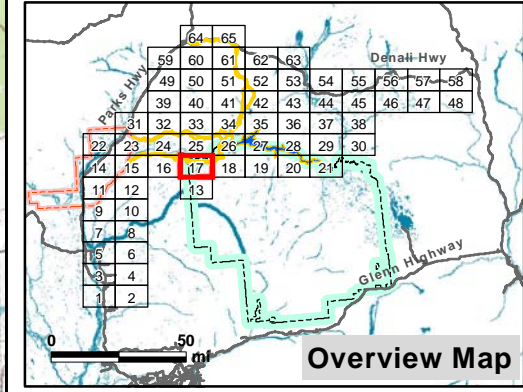 64 65
59 60 61 62 63
Denali Hwy
Parks Hwy
49 50 51 52 53 54 55 56 57 58
39 40 41 42 43 44 45 46 47 48
31 32 33 34 35 36 37 38
22 23 24 25 26 27 28 29 30
14 15 16 17 18 19 20 21
11 12 13
9 10
7 8
5 6
3 4
1 2
Glenn Highway
0 50
mi
Overview Map